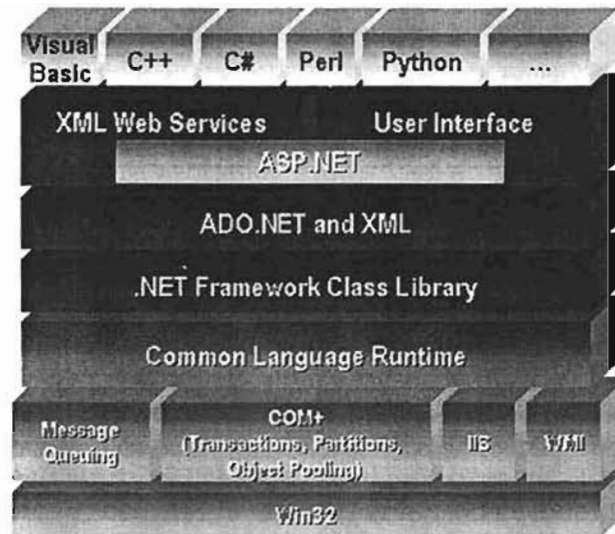 Visual
Basic
C++
C#
Perl
Python
...
XML Web Services
User Interface
ASP.NET
ADO.NET and XML
.NET Framework Class Library
Common Language Runtime
Message
Queuing
COM+
(Transactions, Partitions,
Object Pooling)
IIS
WMI
Win32